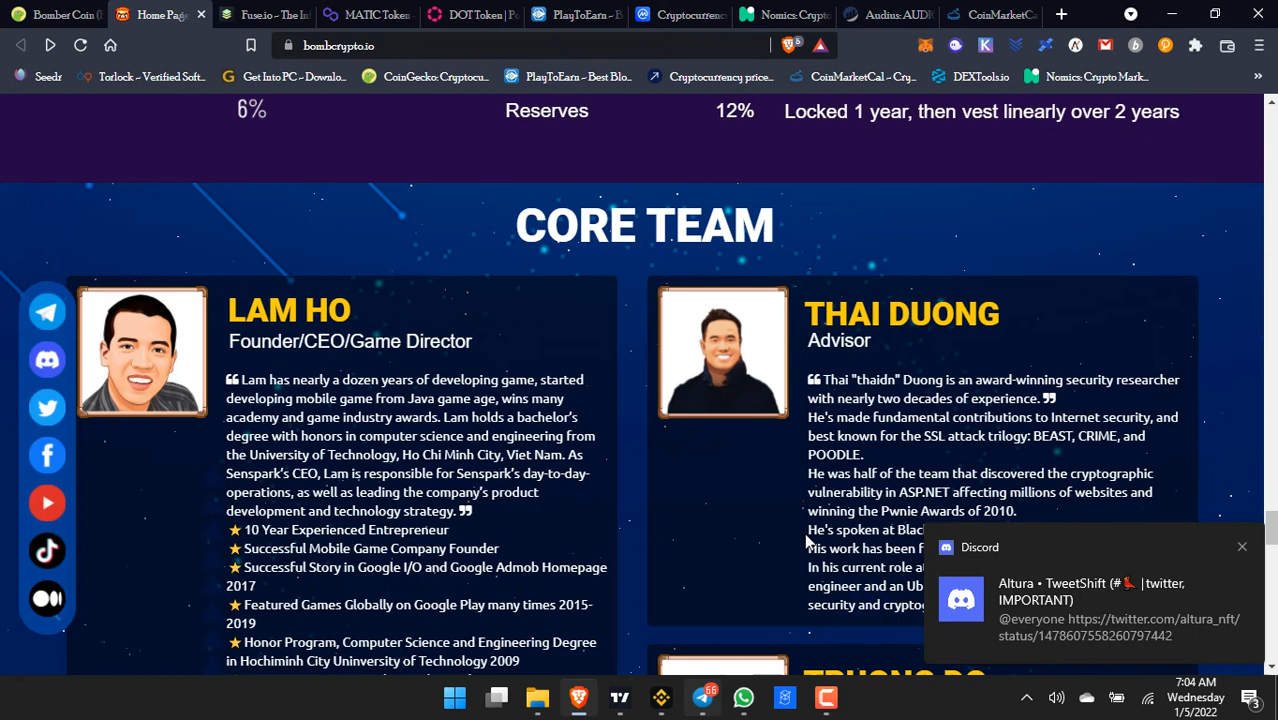 Bomber Coin (
Home Pag
Fuse.io – The In
MATIC Token
DOT Token | Po
PlayToEarn – B
Cryptocurrency
Nomics: Crypto
Audius: AUD
CoinMarketCa
bombcrypto.io
Seedr
Torlock – Verified Soft...
Get Into PC – Downlo...
CoinGecko: Cryptocu...
PlayToEarn – Best Blo...
Cryptocurrency price...
CoinMarketCal – Cry...
DEXTools.io
Nomics: Crypto Mark...
6% Reserves 12% Locked 1 year, then vest linearly over 2 years
CORE TEAM
LAM HO
Founder/CEO/Game Director
Lam has nearly a dozen years of developing game, started
developing mobile game from Java game age, wins many
academy and game industry awards. Lam holds a bachelor's
degree with honors in computer science and engineering from
the University of Technology, Ho Chi Minh City, Viet Nam. As
Senspark's CEO, Lam is responsible for Senspark's day-to-day-
operations, as well as leading the company's product
development and technology strategy.
10 Year Experienced Entrepreneur
Successful Mobile Game Company Founder
Successful Story in Google I/O and Google Admob Homepage
2017
Featured Games Globally on Google Play many times 2015-
2019
Honor Program, Computer Science and Engineering Degree
in Hochiminh City Uninversity of Technology 2009
THAI DUONG
Advisor
Thai "thaidn" Duong is an award-winning security researcher
with nearly two decades of experience.
He's made fundamental contributions to Internet security, and
best known for the SSL attack trilogy: BEAST, CRIME, and
POODLE.
He was half of the team that discovered the cryptographic
vulnerability in ASP.NET affecting millions of websites and
winning the Pwnie Awards of 2010.
He's spoken at Blac
His work has been f
In his current role at
engineer and an Ub
security and cryptog
Discord
Altura • TweetShift (# |twitter,
IMPORTANT)
@everyone https://twitter.com/altura_nft/
status/1478607558260797442
66
7:04 AM
Wednesday
1/5/2022
3